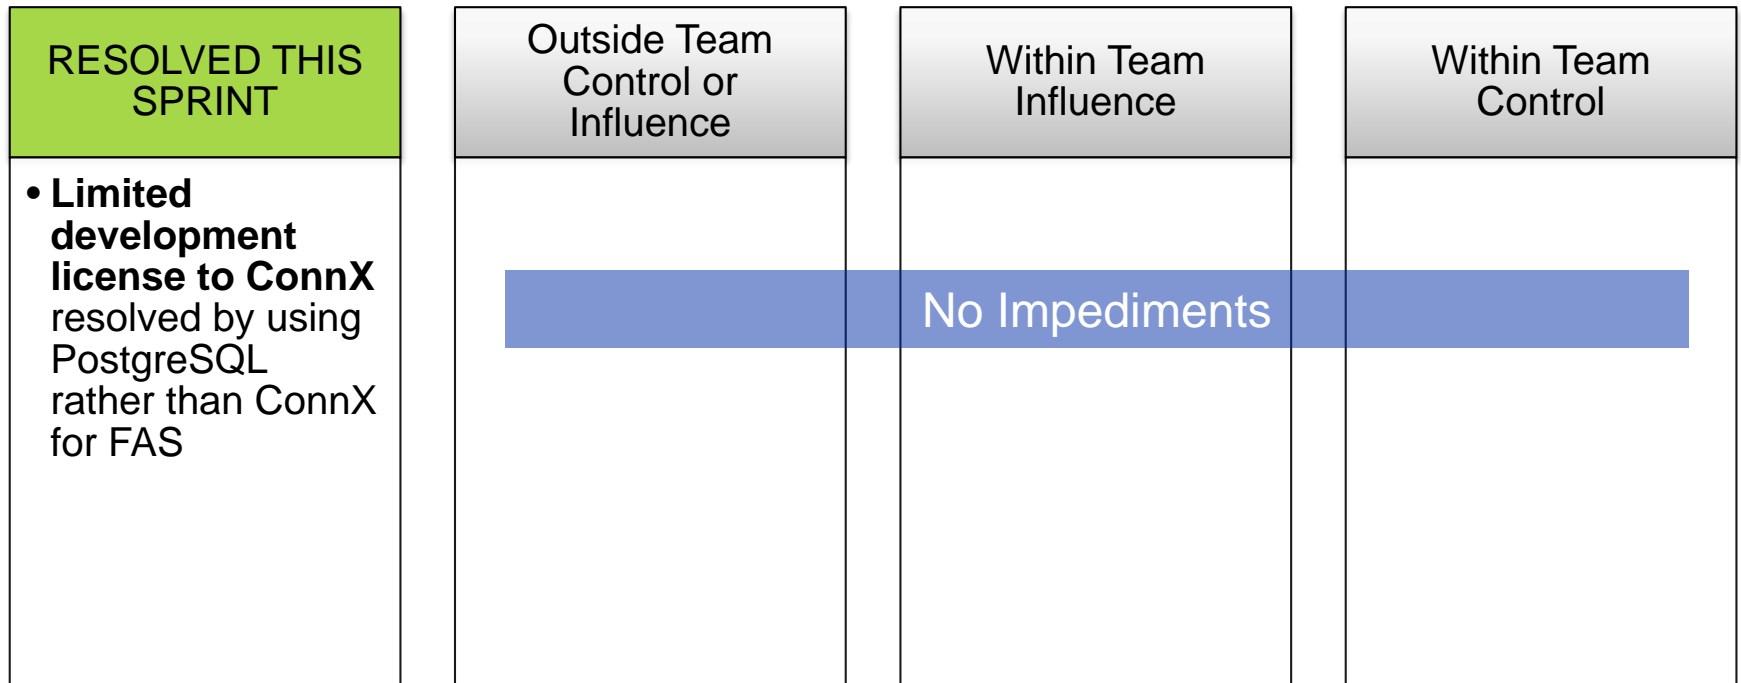 RESOLVED THIS
SPRINT
• Limited
development
license to ConnX
resolved by using
PostgreSQL
rather than ConnX
for FAS
Outside Team
Control or
Influence
Within Team
Influence
Within Team
Control
No Impediments